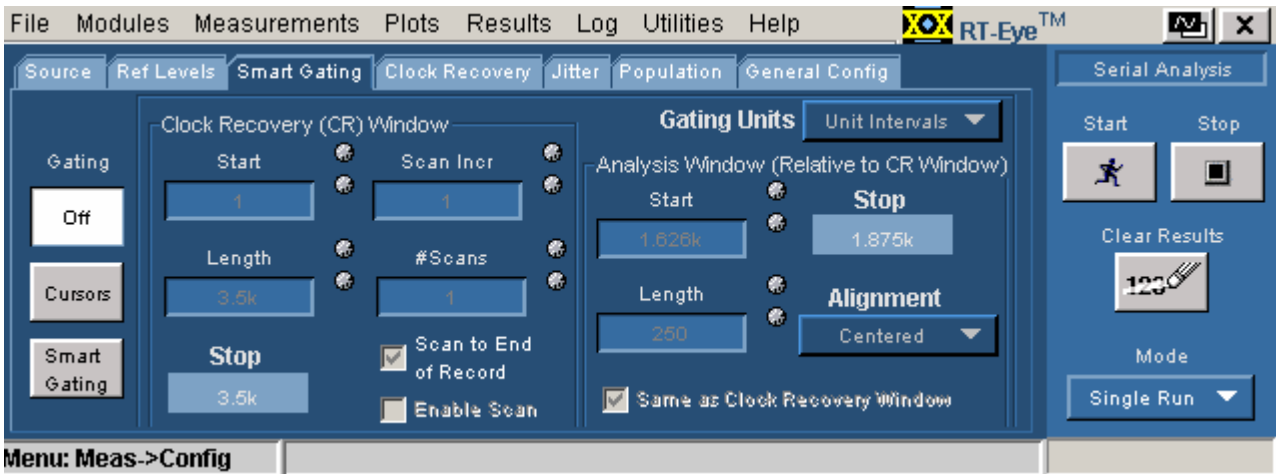 File Modules Measurements Plots Results Log Utilities Help RT-Eye™
Source Ref Levels Smart Gating Clock Recovery Jitter Population General Config
Serial Analysis
Gating
Off
Cursors
Smart
Gating
Clock Recovery (CR) Window
Start
1
Scan Incr
1
Length
3.5k
#Scans
1
Stop
3.5k
Scan to End
of Record
Enable Scan
Gating Units Unit Intervals
Analysis Window (Relative to CR Window)
Start
1.626k
Stop
1.875k
Length
250
Alignment
Centered
Same as Clock Recovery Window
Start Stop
Clear Results
123
Mode
Single Run
Menu: Meas->Config